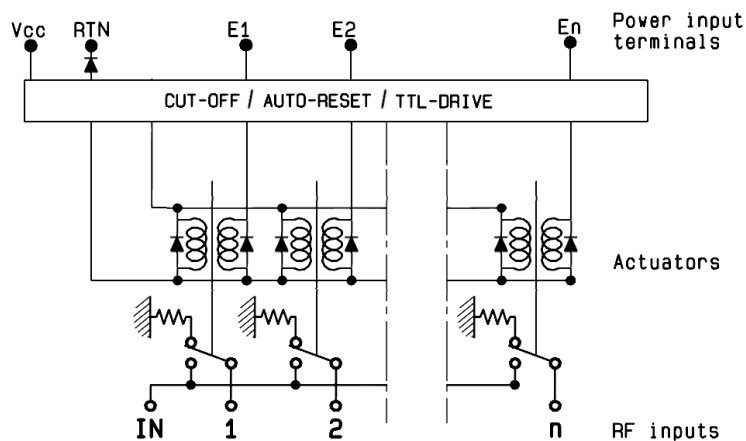 Vcc RTN E1 E2 En Power input
terminals
CUT-OFF / AUTO-RESET / TTL-DRIVE
Actuators
IN 1 2 n RF inputs